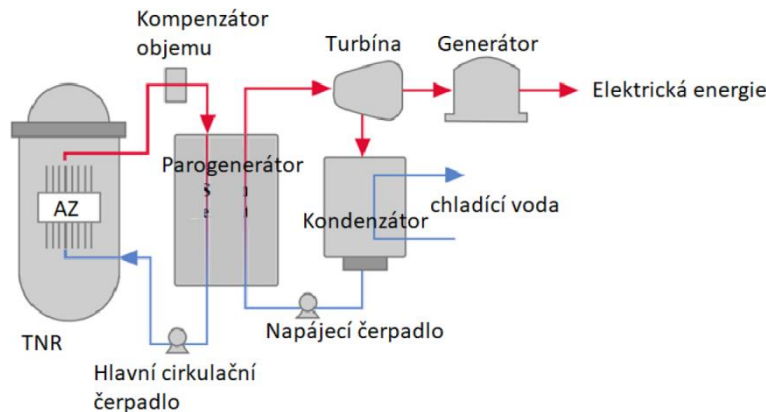 Kompenzátor
objemu
Turbína
Generátor
Elektrická energie
Parogenerátor
AZ
Kondenzátor
chladící voda
Napájecí čerpadlo
TNR
Hlavní cirkulační
čerpadlo